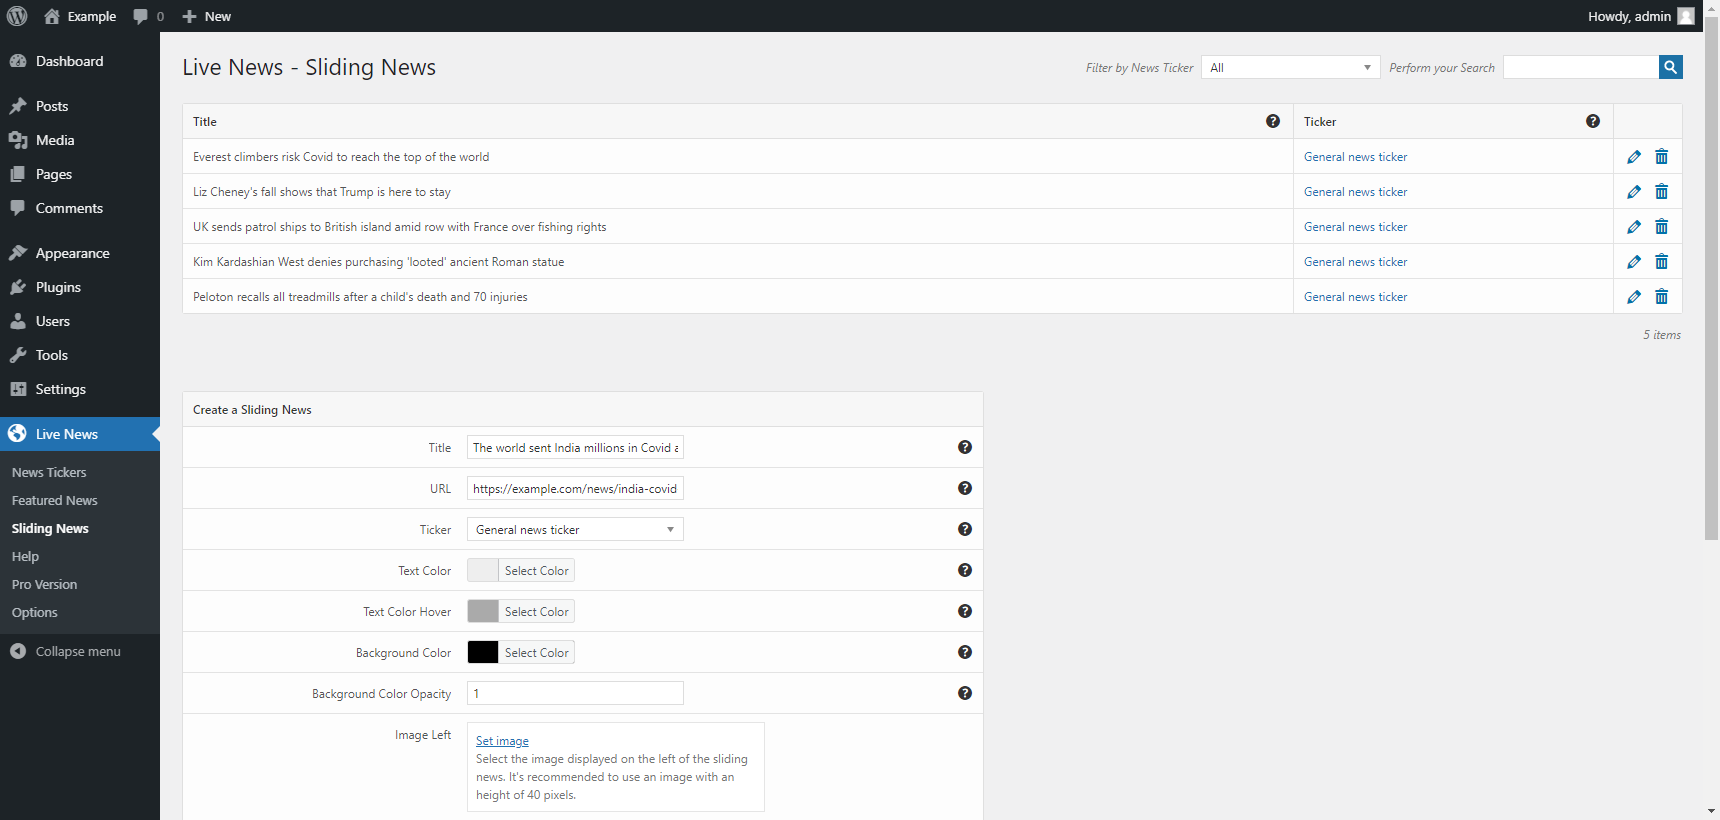 Example 0 New Howdy, admin
Dashboard
Posts
Media
Pages
Comments
Appearance
Plugins
Users
Tools
Settings
Live News
News Tickers
Featured News
Sliding News
Help
Pro Version
Options
Collapse menu
Live News - Sliding News Filter by News Ticker All Perform your Search
Title Ticker
Everest climbers risk Covid to reach the top of the world General news ticker
Liz Cheney's fall shows that Trump is here to stay General news ticker
UK sends patrol ships to British island amid row with France over fishing rights General news ticker
Kim Kardashian West denies purchasing 'looted' ancient Roman statue General news ticker
Peloton recalls all treadmills after a child's death and 70 injuries General news ticker
5 items
Create a Sliding News
Title The world sent India millions in Covid
URL https://example.com/news/india-covid
Ticker General news ticker
Text Color Select Color
Text Color Hover Select Color
Background Color Select Color
Background Color Opacity 1
Image Left Set image
Select the image displayed on the left of the sliding
news. It's recommended to use an image with an
height of 40 pixels.